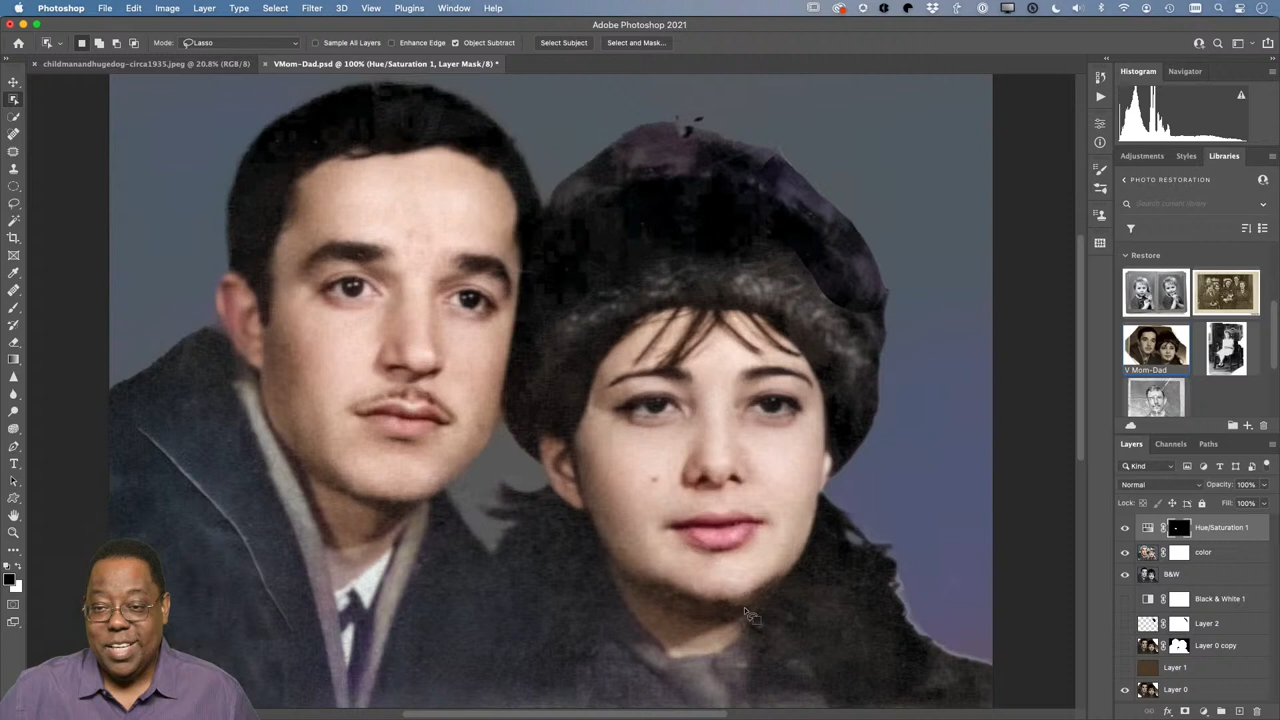 Photoshop File Edit Image Layer Type Select Filter 3D View Plugins Window Help
Adobe Photoshop 2021
Mode: Lasso Sample All Layers Enhance Edge Object Subtract Select Subject Select and Mask...
childmanandhugedog-circa1935.jpeg @ 20.8% (RGB/8) VMom-Dad.psd @ 100% (Hue/Saturation 1, Layer Mask/8) *
Histogram Navigator
Adjustments Styles Libraries
PHOTO RESTORATION
Search current library
Restore
V Mom-Dad
Layers Channels Paths
Kind
Normal Opacity: 100%
Lock: Fill: 100%
Hue/Saturation 1
color
B&W
Black & White 1
Layer 2
Layer 0 copy
Layer 1
Layer 0